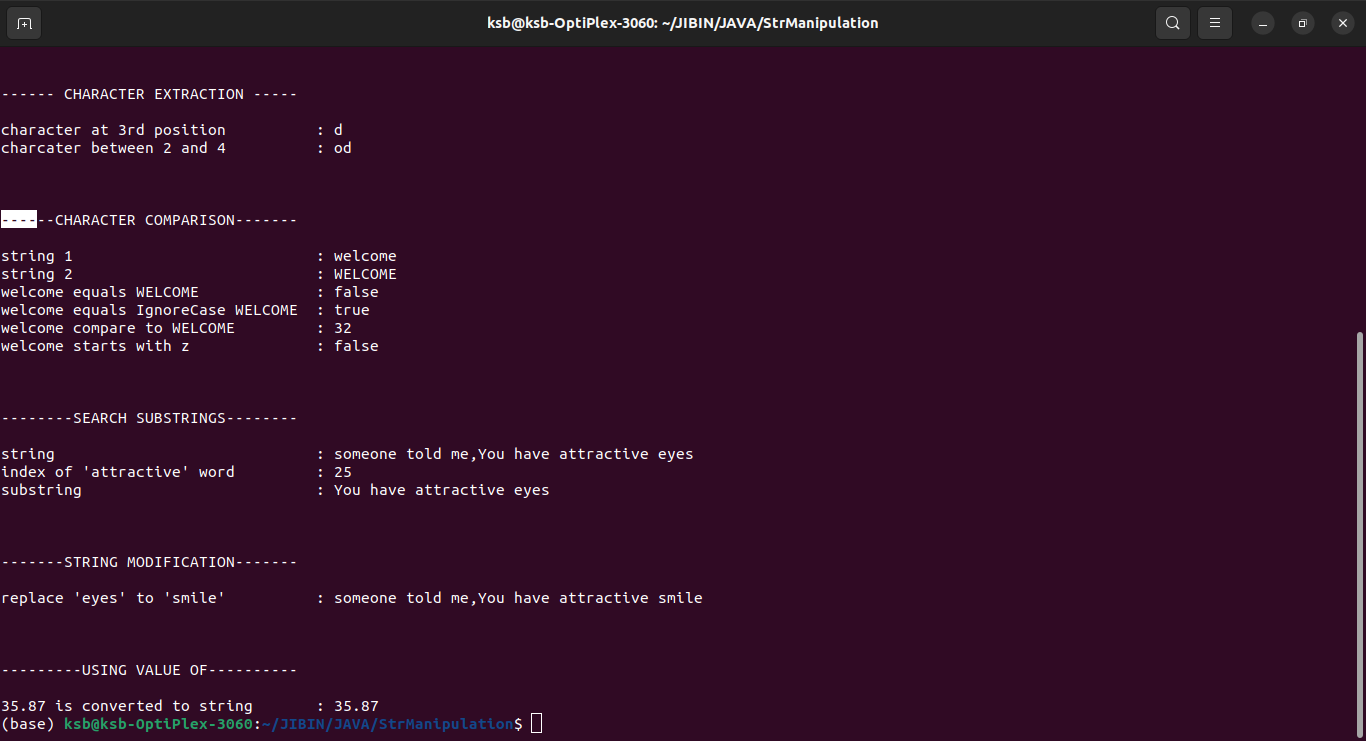 ksb@ksb-OptiPlex-3060: ~/JIBIN/JAVA/StrManipulation
------ CHARACTER EXTRACTION -----
character at 3rd position          : d
charcater between 2 and 4          : od
------CHARACTER COMPARISON-------
string 1                           : welcome
string 2                           : WELCOME
welcome equals WELCOME             : false
welcome equals IgnoreCase WELCOME  : true
welcome compare to WELCOME         : 32
welcome starts with z              : false
--------SEARCH SUBSTRINGS--------
string                             : someone told me,You have attractive eyes
index of 'attractive' word         : 25
substring                          : You have attractive eyes
-------STRING MODIFICATION-------
replace 'eyes' to 'smile'          : someone told me,You have attractive smile
---------USING VALUE OF----------
35.87 is converted to string       : 35.87
(base) ksb@ksb-OptiPlex-3060:~/JIBIN/JAVA/StrManipulation$